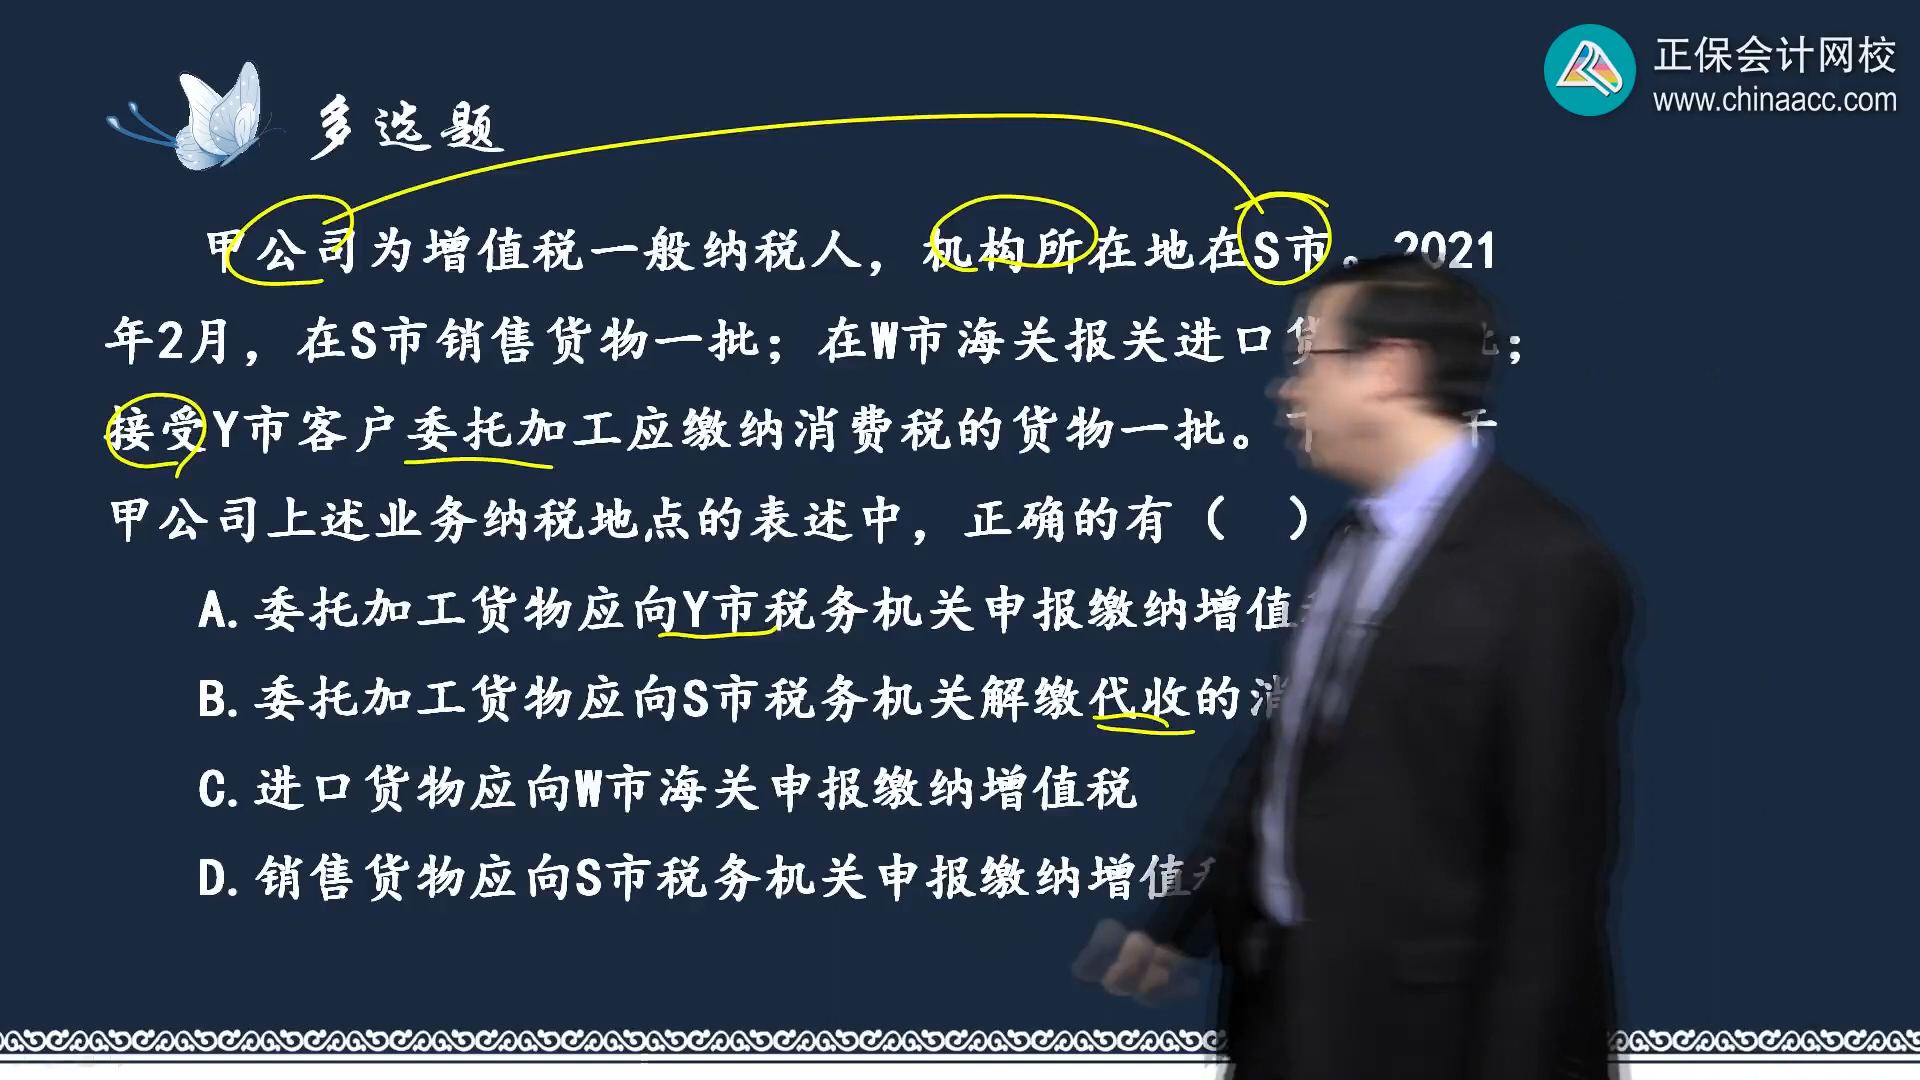 正保会计网校
www.chinaacc.com
多选题
甲公司为增值税一般纳税人，机构所在地在S市。2021
年2月，在S市销售货物一批；在W市海关报关进口货
接受Y市客户委托加工应缴纳消费税的货物一批。
甲公司上述业务纳税地点的表述中，正确的有（ ）
A.委托加工货物应向Y市税务机关申报缴纳增值
B.委托加工货物应向S市税务机关解缴代收的消
C.进口货物应向W市海关申报缴纳增值税
D.销售货物应向S市税务机关申报缴纳增值